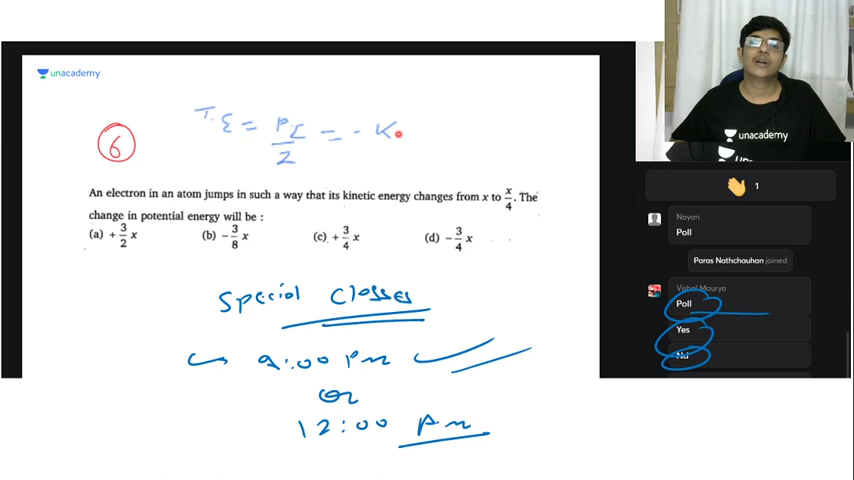 unacademy
T.E = PE/2 = - K
6
An electron in an atom jumps in such a way that its kinetic energy changes from x to x/4. The
change in potential energy will be :
(a) + 3/2 x (b) - 3/8 x (c) + 3/4 x (d) - 3/4 x
Special Classes
9:00 PM
or
12:00 PM
unacademy
1
Nayan
Poll
Paras Nathchauhan joined
Vishal Maurya
Poll
Yes
No